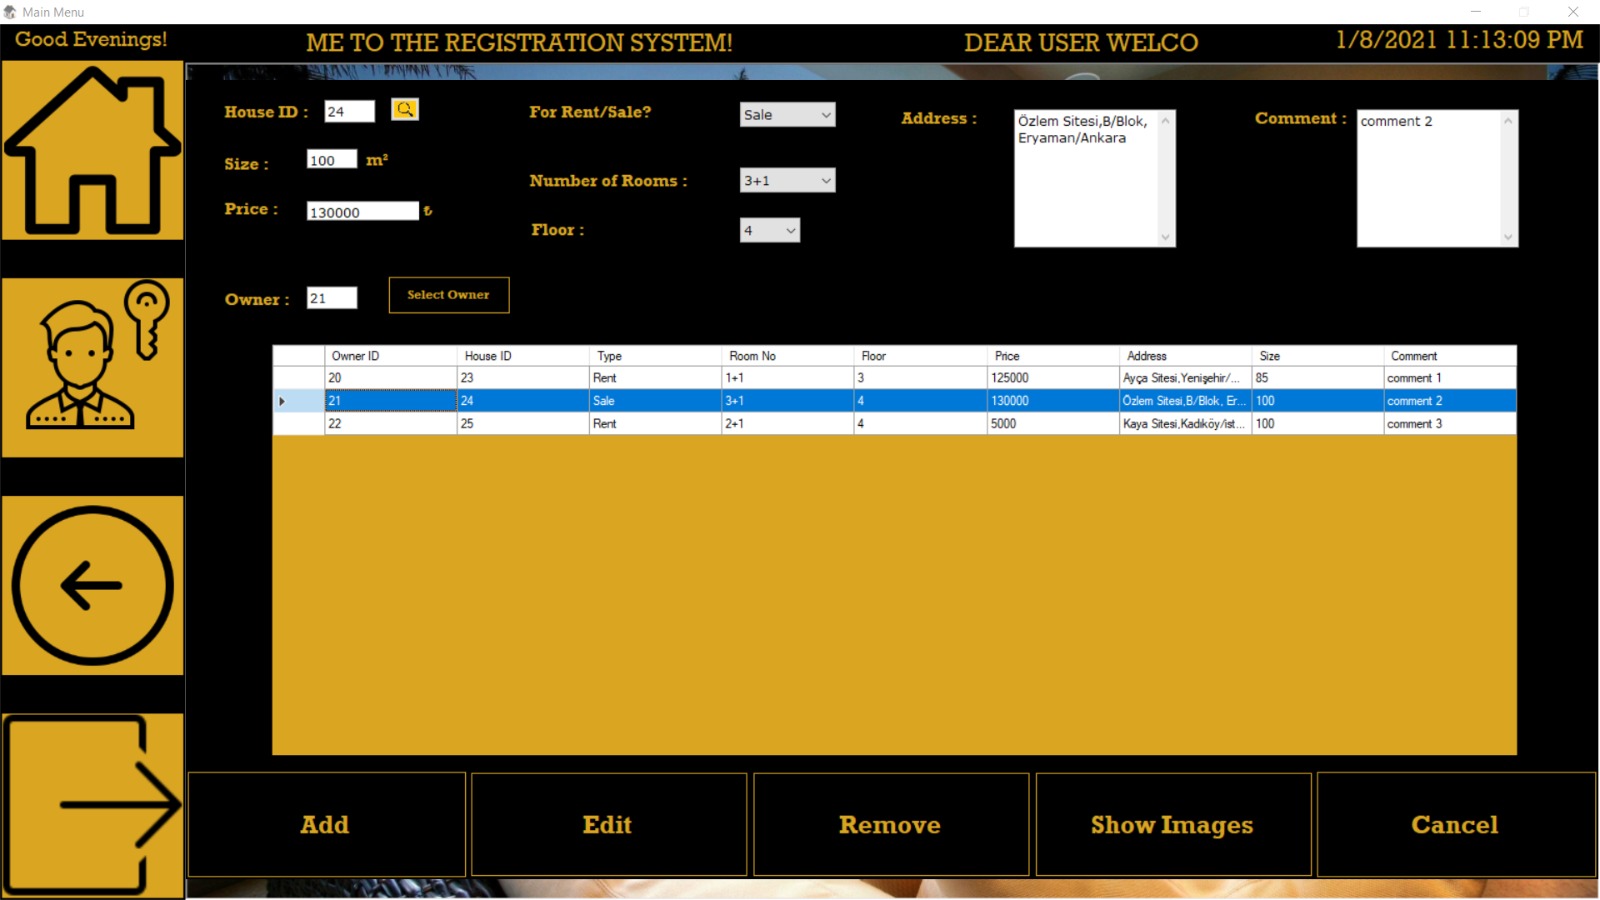 Main Menu
Good Evenings!
ME TO THE REGISTRATION SYSTEM!
DEAR USER WELCO
1/8/2021 11:13:09 PM
House ID : 24
For Rent/Sale? Sale
Address : Özlem Sitesi,B/Blok,
Eryaman/Ankara
Comment : comment 2
Size : 100 m²
Number of Rooms : 3+1
Price : 130000 ₺
Floor : 4
Owner : 21 Select Owner
Owner ID House ID Type Room No Floor Price Address Size Comment
20 23 Rent 1+1 3 125000 Ayça Sitesi,Yenişehir/... 85 comment 1
21 24 Sale 3+1 4 130000 Özlem Sitesi,B/Blok, Er... 100 comment 2
22 25 Rent 2+1 4 5000 Kaya Sitesi,Kadıköy/ist... 100 comment 3
Add Edit Remove Show Images Cancel